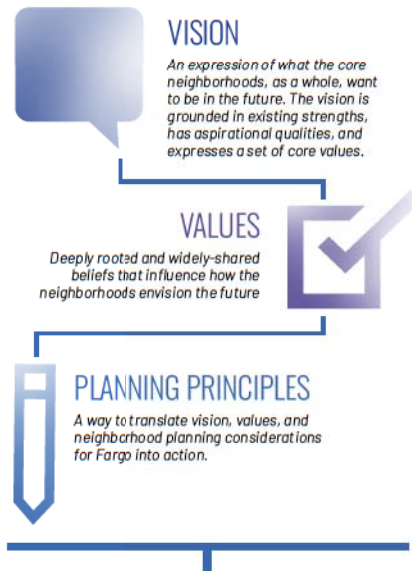 VISION
An expression of what the core
neighborhoods, as a whole, want
to be in the future. The vision is
grounded in existing strengths,
has aspirational qualities, and
expresses a set of core values.
VALUES
Deeply rooted and widely-shared
beliefs that influence how the
neighborhoods envision the future
PLANNING PRINCIPLES
A way to translate vision, values, and
neighborhood planning considerations
for Fargo into action.